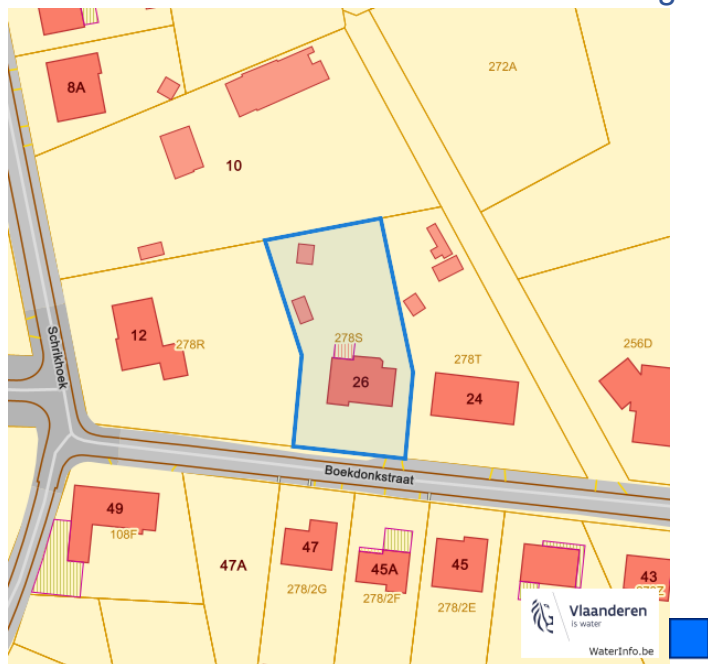 272A
8A
10
Schrikhoek
12
278R
278S
26
278T
24
256D
Boekdonkstraat
49
108F
47A
47
278/2G
45A
278/2F
45
278/2E
43
Vlaanderen
is water
WaterInfo.be